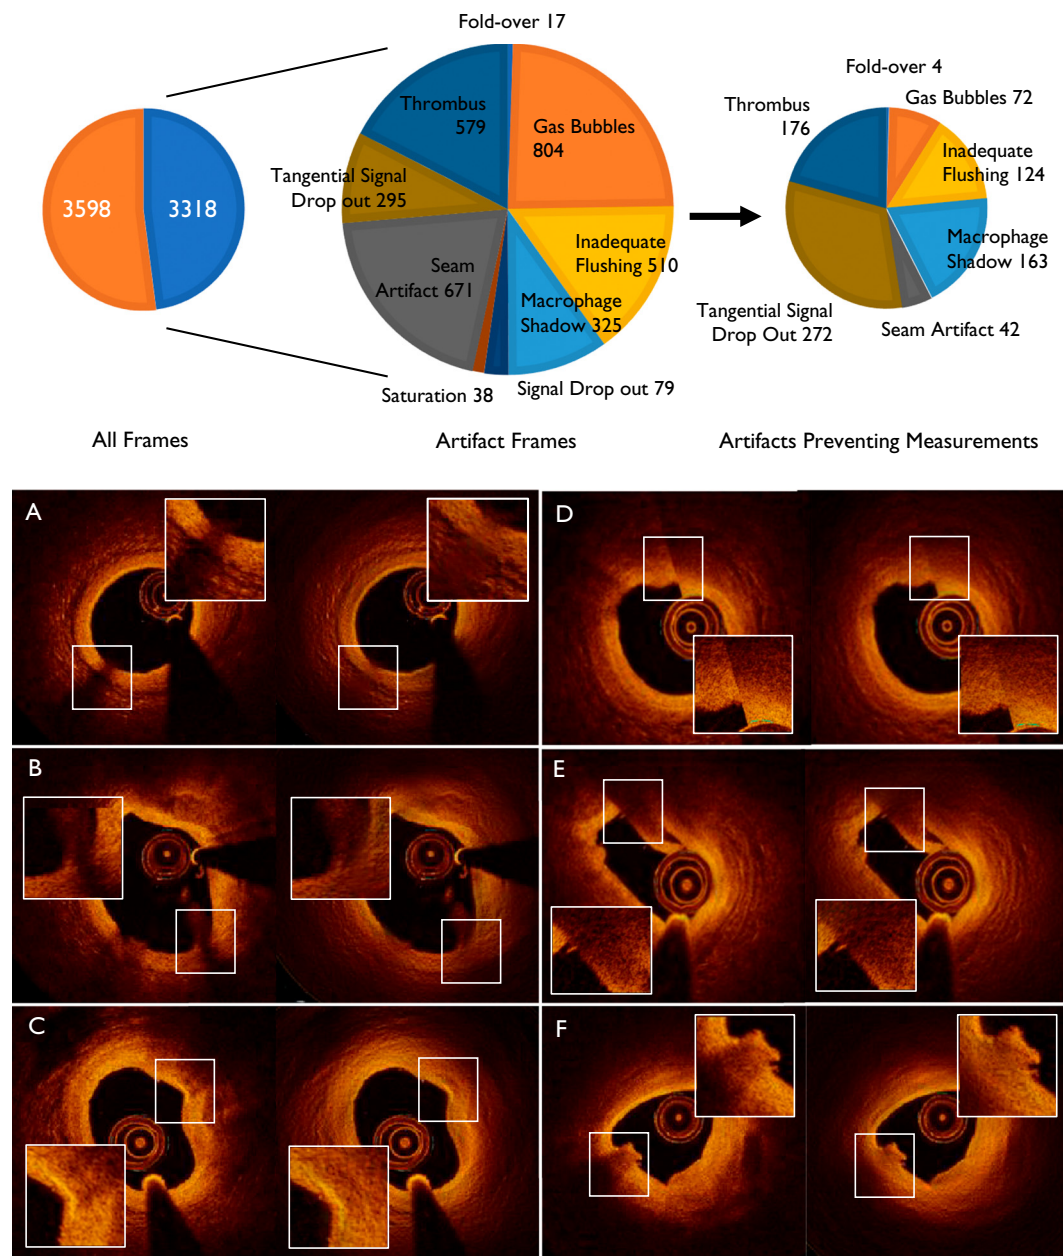 Fold-over 17
Thrombus
579
Gas Bubbles
804
Tangential Signal
Drop out 295
Seam
Artifact 671
Inadequate
Flushing 510
Macrophage
Shadow 325
Saturation 38
Signal Drop out 79
3598
3318
Fold-over 4
Thrombus
176
Gas Bubbles 72
Inadequate
Flushing 124
Macrophage
Shadow 163
Tangential Signal
Drop Out 272
Seam Artifact 42
All Frames
Artifact Frames
Artifacts Preventing Measurements
A
D
B
E
C
F